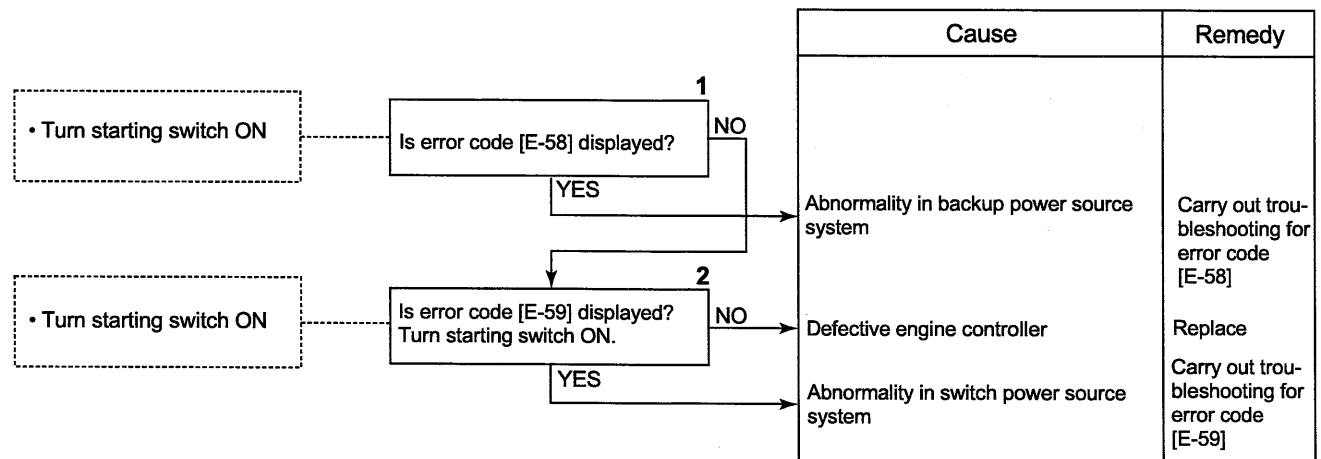 Cause
Remedy
1
• Turn starting switch ON
Is error code [E-58] displayed?
NO
YES
Abnormality in backup power source
system
Carry out trou-
bleshooting for
error code
[E-58]
2
• Turn starting switch ON
Is error code [E-59] displayed?
Turn starting switch ON.
NO
Defective engine controller
Replace
YES
Abnormality in switch power source
system
Carry out trou-
bleshooting for
error code
[E-59]